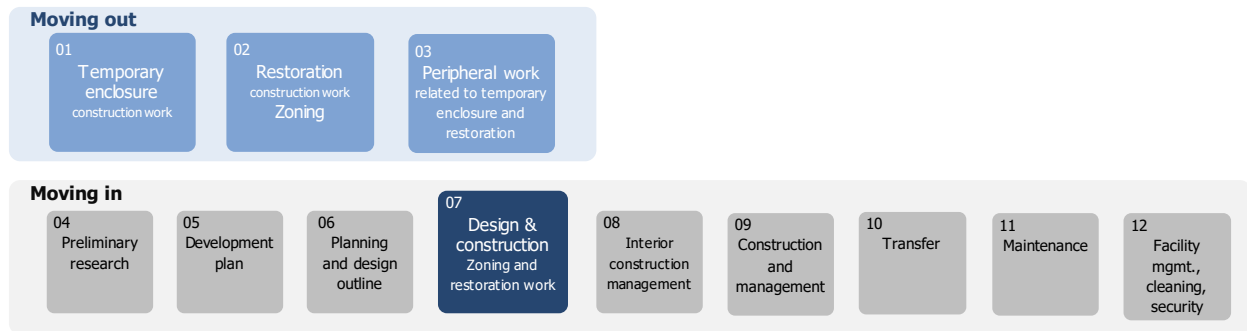 Moving out
01
Temporary
enclosure
construction work
02
Restoration
construction work
Zoning
03
Peripheral work
related to temporary
enclosure and
restoration
Moving in
04
Preliminary
research
05
Development
plan
06
Planning
and design
outline
07
Design &
construction
Zoning and
restoration work
08
Interior
construction
management
09
Construction
and
management
10
Transfer
11
Maintenance
12
Facility
mgmt.,
cleaning,
security